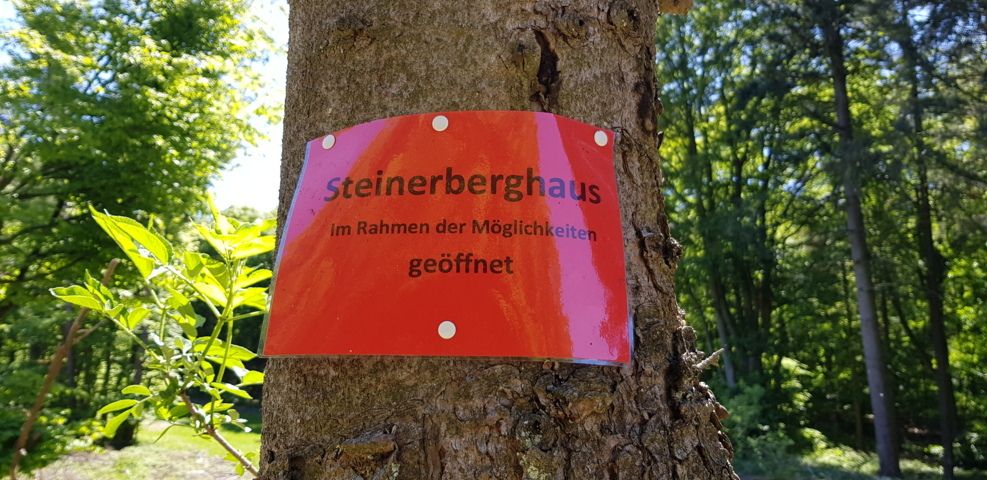 Steinerberghaus
im Rahmen der Möglichkeiten
geöffnet